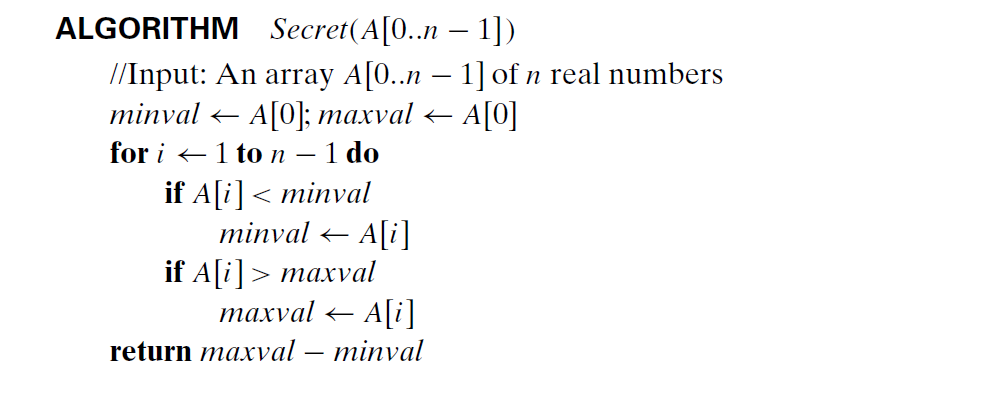 ALGORITHM Secret(A[0..n − 1])
//Input: An array A[0..n − 1] of n real numbers
minval ← A[0]; maxval ← A[0]
for i ← 1 to n − 1 do
if A[i] < minval
minval ← A[i]
if A[i] > maxval
maxval ← A[i]
return maxval − minval